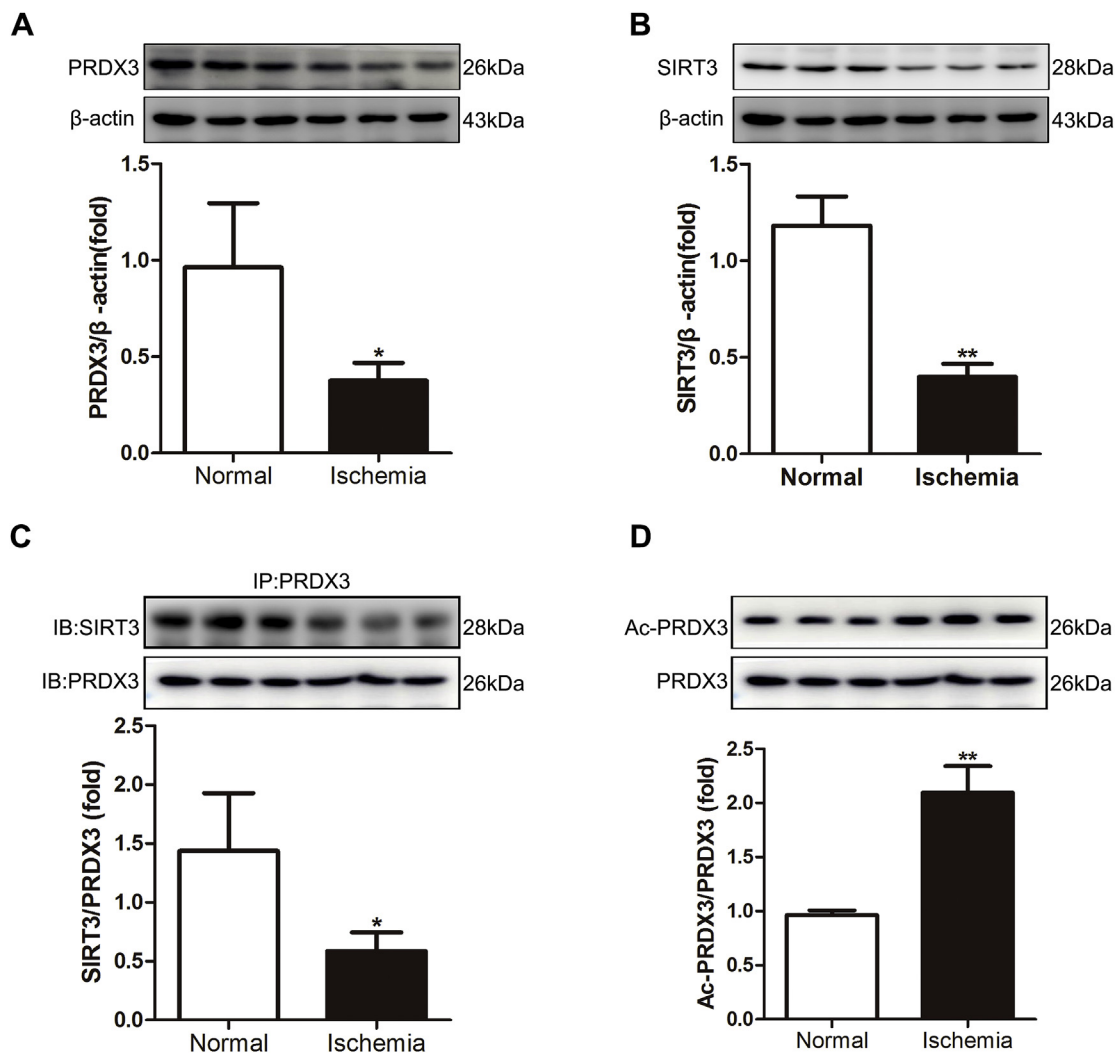 A
PRDX3
26kDa
β-actin
43kDa
1.5
1.0
0.5
0.0
PRDX3/β -actin(fold)
*
Normal
Ischemia
B
SIRT3
28kDa
β-actin
43kDa
1.5
1.0
0.5
0.0
SIRT3/β -actin(fold)
**
Normal
Ischemia
C
IP:PRDX3
IB:SIRT3
28kDa
IB:PRDX3
26kDa
2.5
2.0
1.5
1.0
0.5
0.0
SIRT3/PRDX3 (fold)
*
Normal
Ischemia
D
Ac-PRDX3
26kDa
PRDX3
26kDa
2.5
2.0
1.5
1.0
0.5
0.0
Ac-PRDX3/PRDX3 (fold)
**
Normal
Ischemia